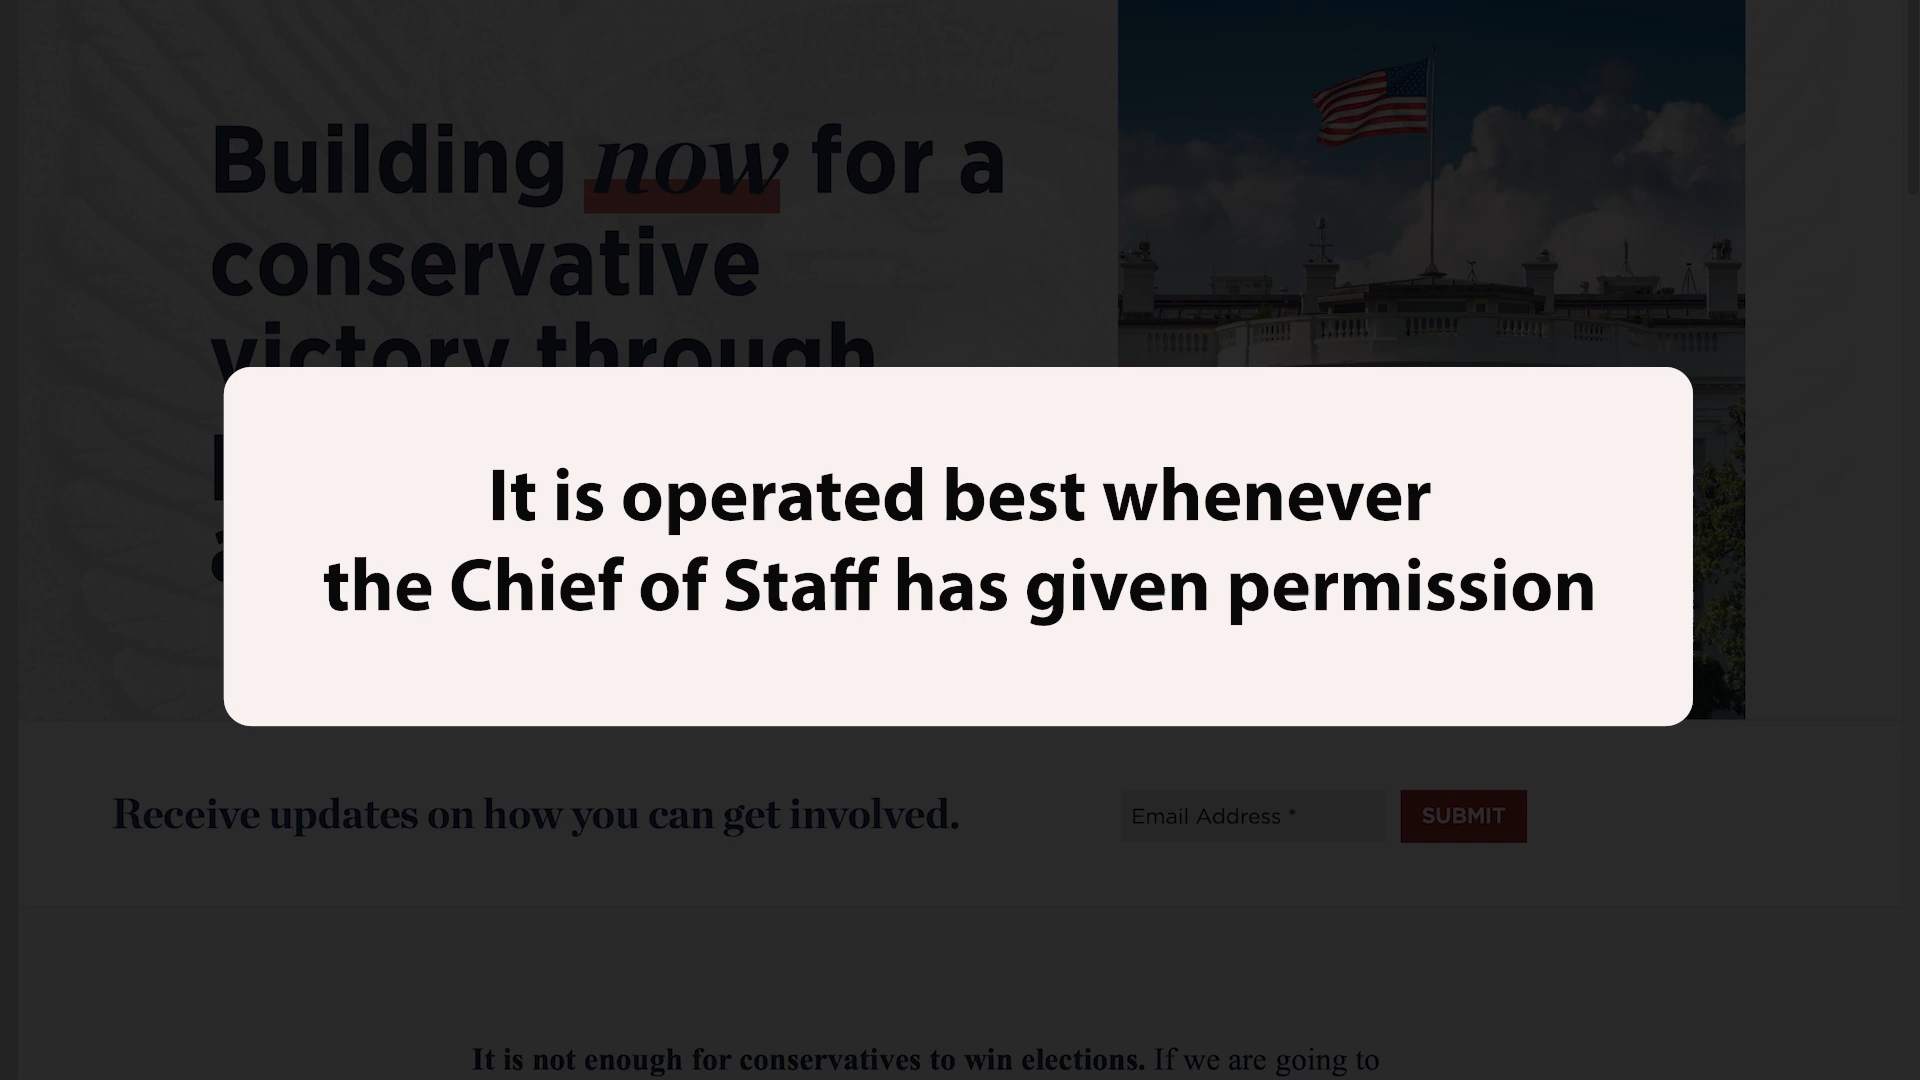 Building now for a
conservative
victory through
It is operated best whenever
the Chief of Staff has given permission
Receive updates on how you can get involved.
Email Address *
SUBMIT
It is not enough for conservatives to win elections. If we are going to